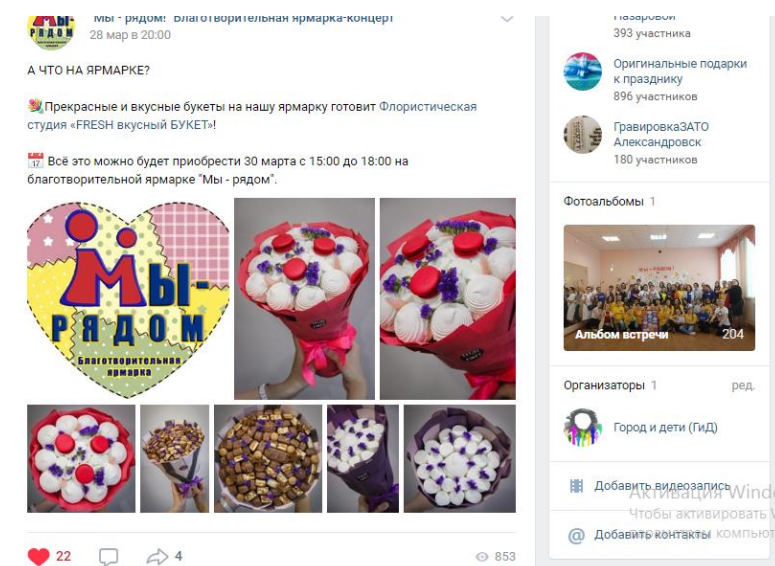 Мы - рядом! Благотворительная ярмарка-концерт
28 мар в 20:00
А ЧТО НА ЯРМАРКЕ?
Прекрасные и вкусные букеты на нашу ярмарку готовит Флористическая
студия «FRESH вкусный БУКЕТ»!
17 Всё это можно будет приобрести 30 марта с 15:00 до 18:00 на
благотворительной ярмарке "Мы - рядом".
Мы-
РЯДОМ
Благотворительная
ярмарка
22
4
853
Назаровой
393 участника
Оригинальные подарки
к празднику
896 участников
ГравировкаЗАТО
Александровск
180 участников
Фотоальбомы 1
Мы - рядом!
Альбом встречи 204
Организаторы 1 ред.
Город и дети (ГиД)
Добавить видеозапись
Добавить контакты
Активация Windo
Чтобы активировать